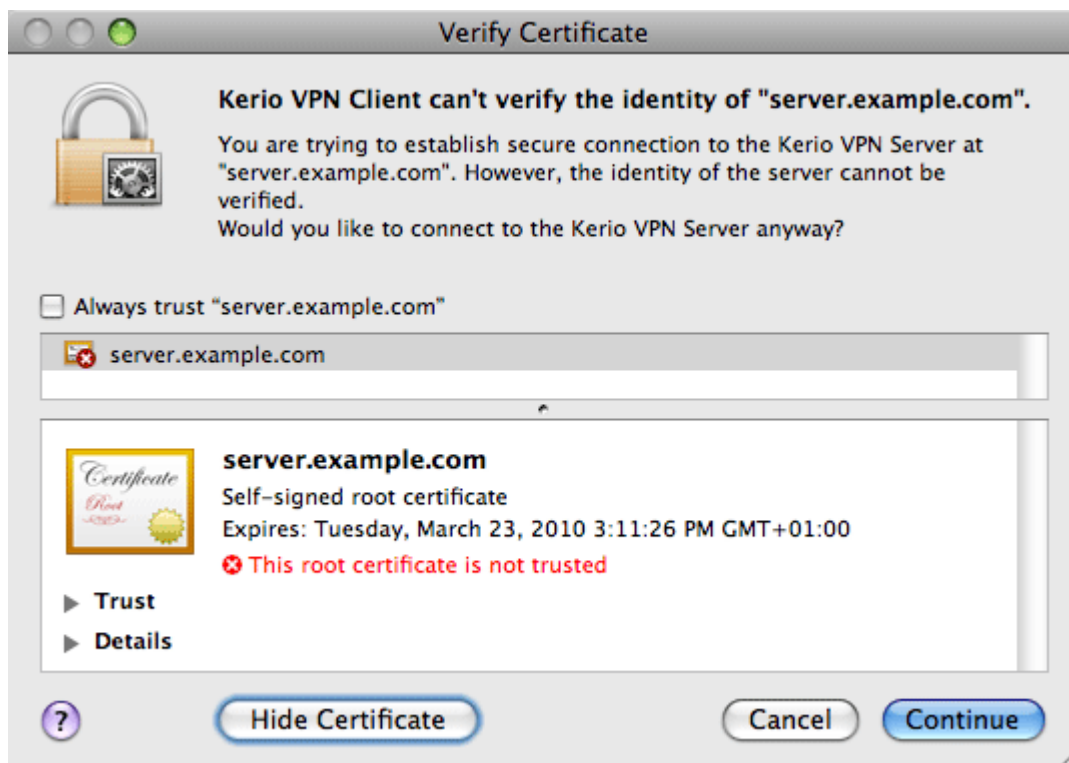 Verify Certificate
Kerio VPN Client can't verify the identity of "server.example.com".
You are trying to establish secure connection to the Kerio VPN Server at
"server.example.com". However, the identity of the server cannot be
verified.
Would you like to connect to the Kerio VPN Server anyway?
Always trust “server.example.com”
server.example.com
Certificate
Root
server.example.com
Self-signed root certificate
Expires: Tuesday, March 23, 2010 3:11:26 PM GMT+01:00
This root certificate is not trusted
Trust
Details
?
Hide Certificate
Cancel
Continue